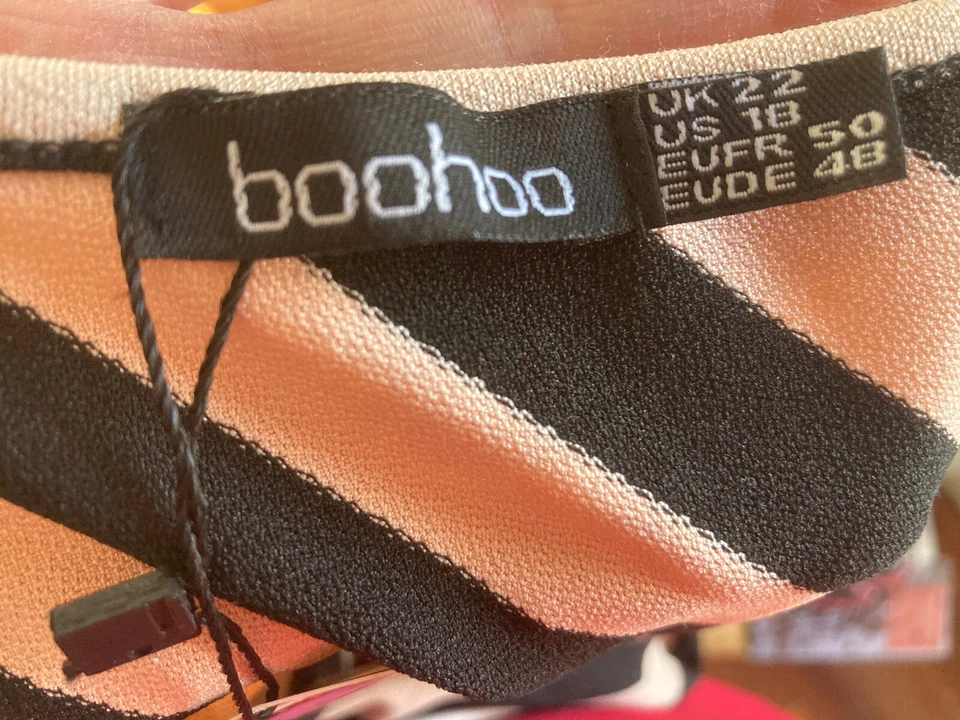 boohoo
UK 22
US 18
EUFR 50
EUDE 48